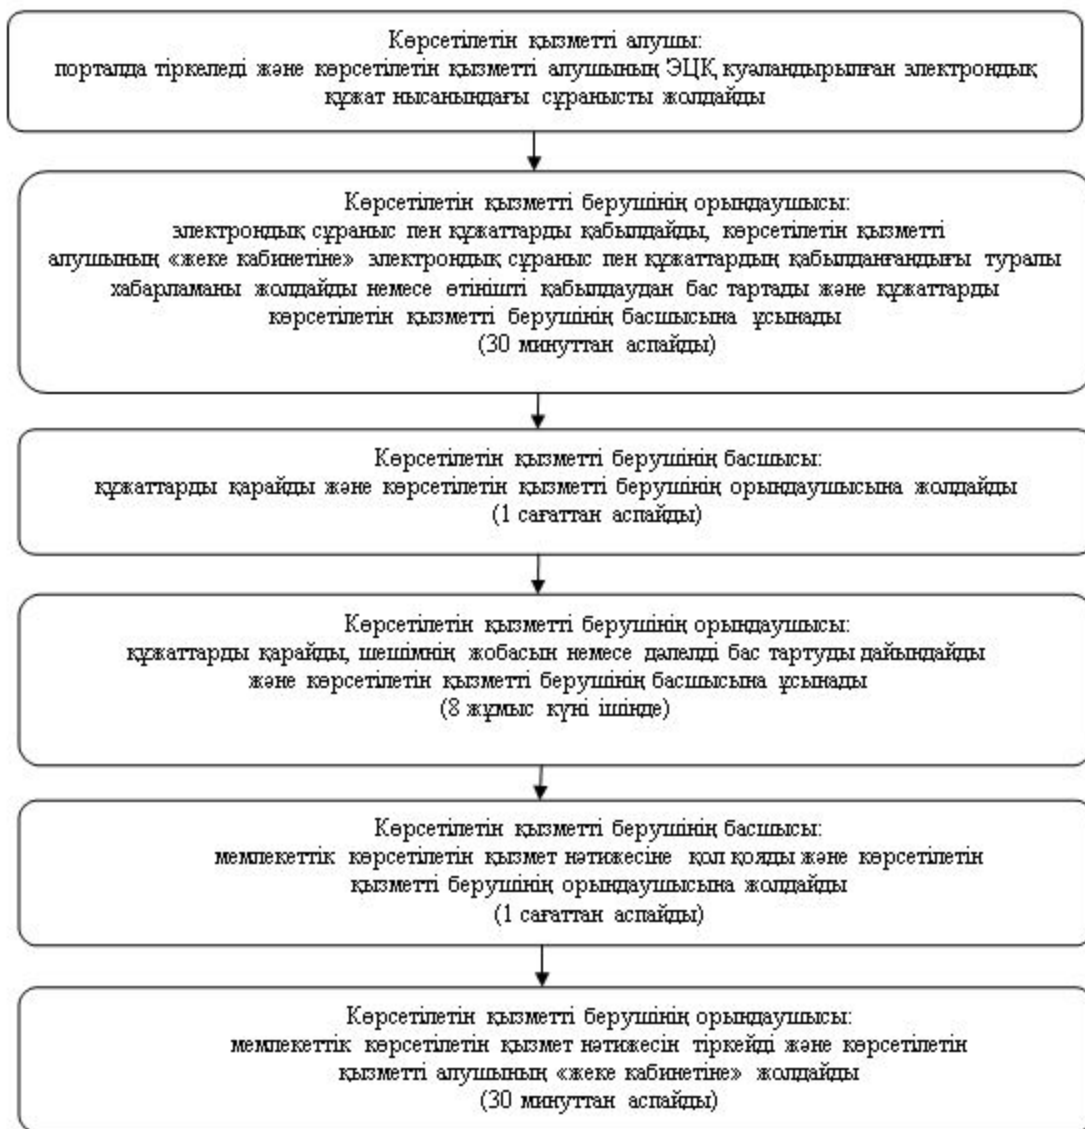 Көрсетілетін қызметті алушы:
порталда тіркеледі және көрсетілетін қызметті алушының ЭЦҚ куәландырылған электрондық
құжат нысанындағы сұранысты жолдайды
Көрсетілетін қызметті берушінің орындаушысы:
электрондық сұраныс пен құжаттарды қабылдайды, көрсетілетін қызметті
алушының «жеке кабинетіне» электрондық сұраныс пен құжаттардың қабылданғандығы туралы
хабарламаны жолдайды немесе өтінішті қабылдаудан бас тартады және құжаттарды
көрсетілетін қызметті берушінің басшысына ұсынады
(30 минуттан аспайды)
Көрсетілетін қызметті берушінің басшысы:
құжаттарды қарайды және көрсетілетін қызметті берушінің орындаушысына жолдайды
(1 сағаттан аспайды)
Көрсетілетін қызметті берушінің орындаушысы:
құжаттарды қарайды, шешімнің жобасын немесе дәлелді бас тартуды дайындайды
және көрсетілетін қызметті берушінің басшысына ұсынады
(8 жұмыс күні ішінде)
Көрсетілетін қызметті берушінің басшысы:
мемлекеттік көрсетілетін қызмет нәтижесіне қол қояды және көрсетілетін
қызметті берушінің орындаушысына жолдайды
(1 сағаттан аспайды)
Көрсетілетін қызметті берушінің орындаушысы:
мемлекеттік көрсетілетін қызмет нәтижесін тіркейді және көрсетілетін
қызметті алушының «жеке кабинетіне» жолдайды
(30 минуттан аспайды)